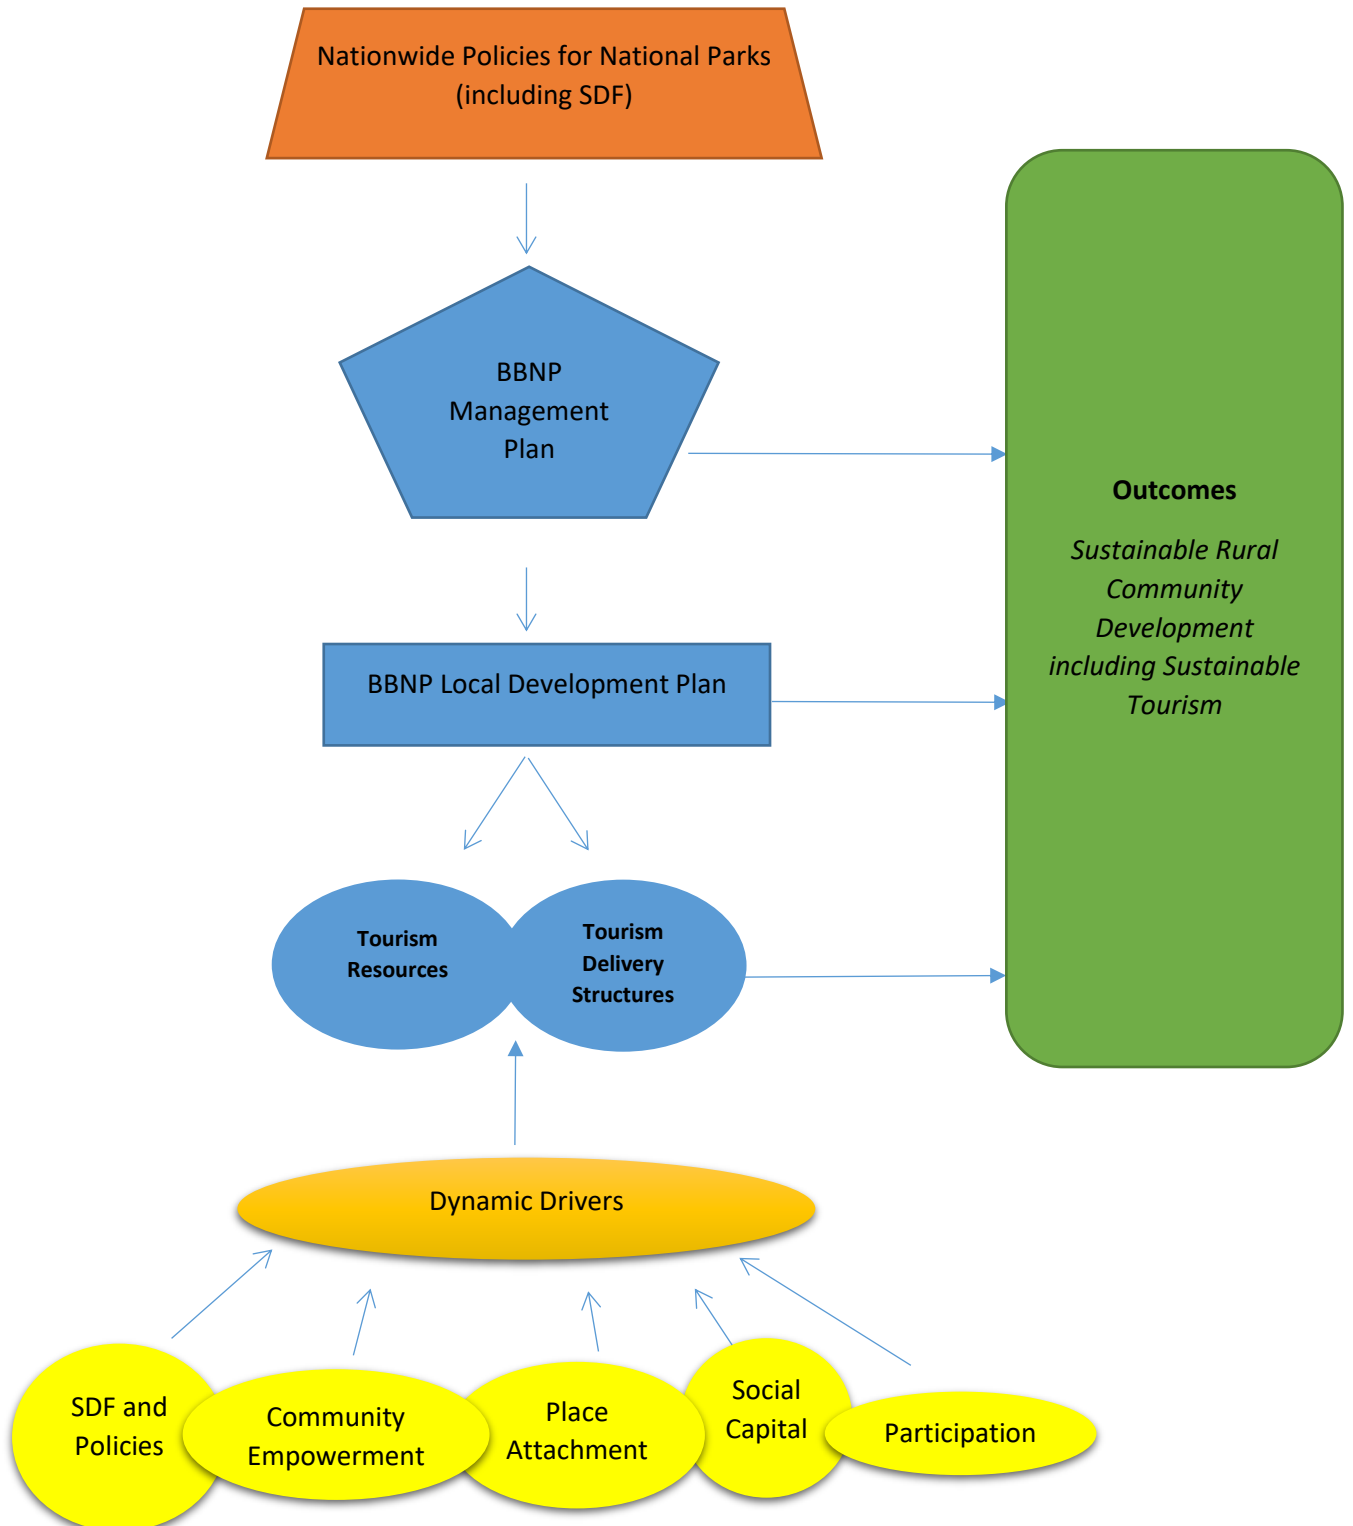 Nationwide Policies for National Parks
(including SDF)
BBNP
Management
Plan
Outcomes
Sustainable Rural
Community
Development
including Sustainable
Tourism
BBNP Local Development Plan
Tourism
Resources
Tourism
Delivery
Structures
Dynamic Drivers
SDF and
Policies
Community
Empowerment
Place
Attachment
Social
Capital
Participation